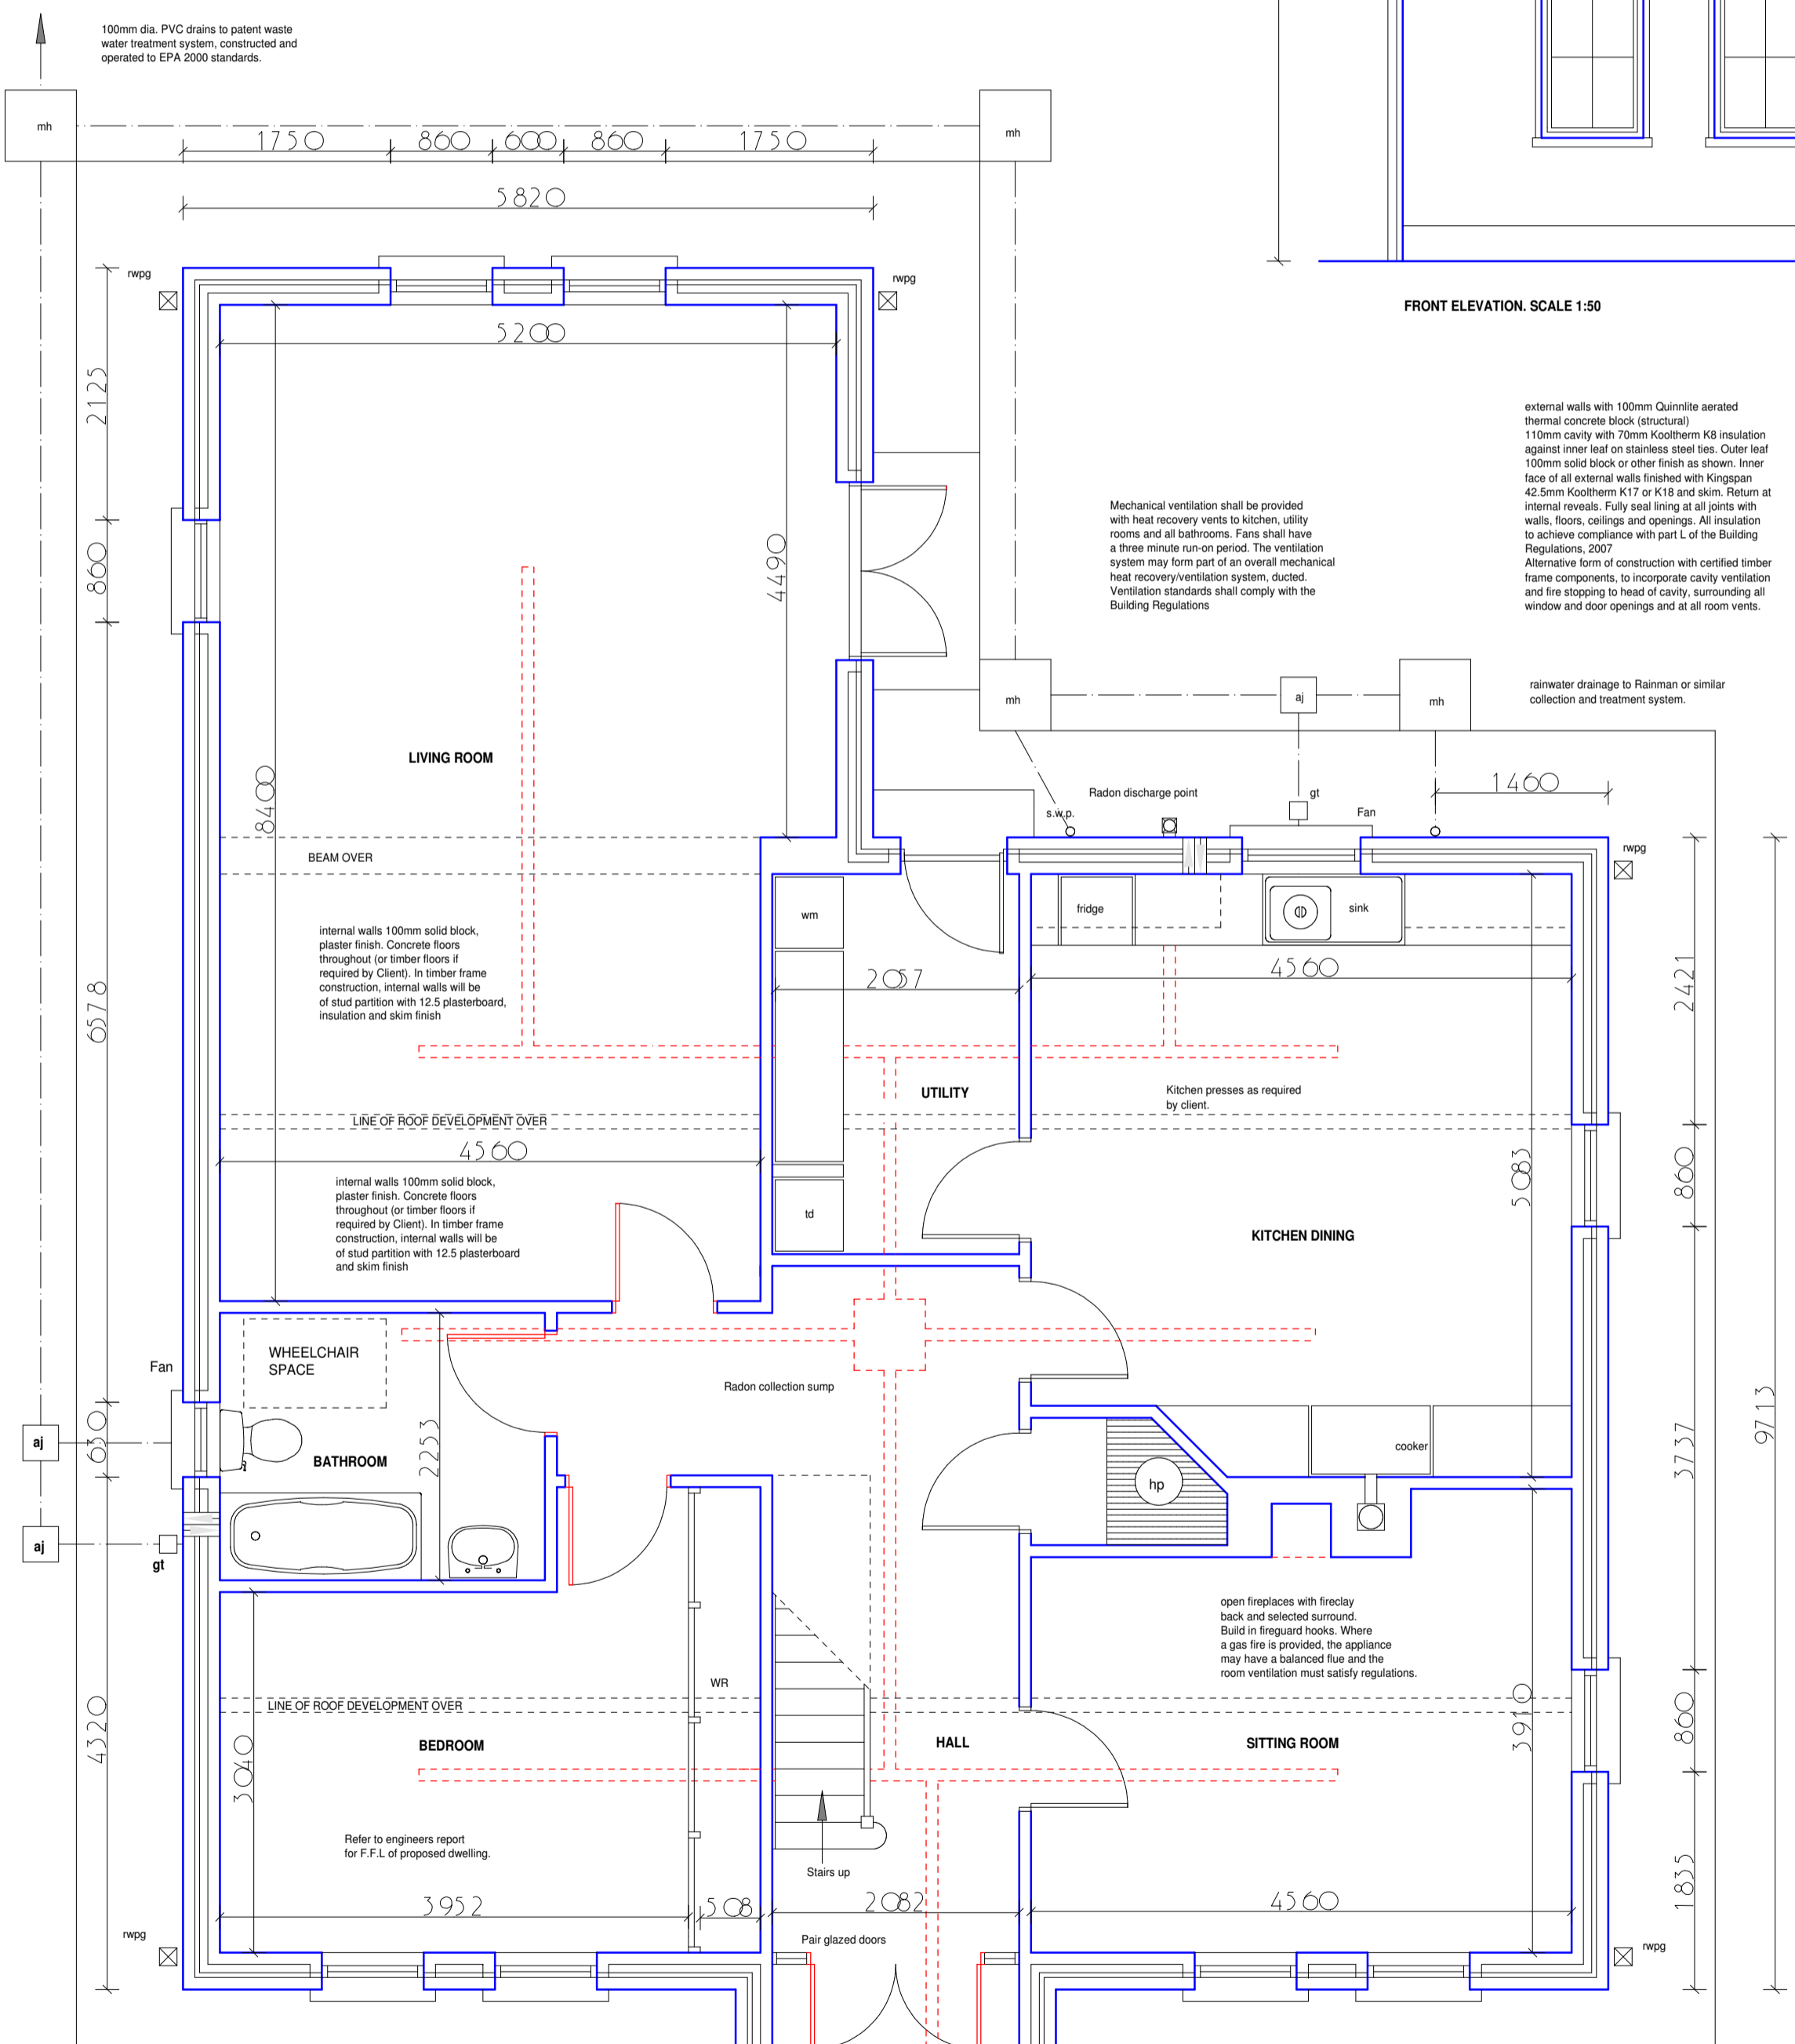 100mm dia. PVC drains to patent waste
water treatment system, constructed and
operated to EPA 2000 standards.
mh
mh
1750
860
600
860
1750
5820
rwpg
rwpg
FRONT ELEVATION. SCALE 1:50
5200
2125
860
4490
8400
6578
external walls with 100mm Quinnlite aerated
thermal concrete block (structural)
110mm cavity with 70mm Kooltherm K8 insulation
against inner leaf on stainless steel ties. Outer leaf
100mm solid block or other finish as shown. Inner
face of all external walls finished with Kingspan
42.5mm Kooltherm K17 or K18 and skim. Return at
internal reveals. Fully seal lining at all joints with
walls, floors, ceilings and openings. All insulation
to achieve compliance with part L of the Building
Regulations, 2007
Alternative form of construction with certified timber
frame components, to incorporate cavity ventilation
and fire stopping to head of cavity, surrounding all
window and door openings and at all room vents.
Mechanical ventilation shall be provided
with heat recovery vents to kitchen, utility
rooms and all bathrooms. Fans shall have
a three minute run-on period. The ventilation
system may form part of an overall mechanical
heat recovery/ventilation system, ducted.
Ventilation standards shall comply with the
Building Regulations
mh
aj
mh
rainwater drainage to Rainman or similar
collection and treatment system.
LIVING ROOM
Radon discharge point
gt
1460
s.w.p.
Fan
rwpg
BEAM OVER
wm
fridge
sink
internal walls 100mm solid block,
plaster finish. Concrete floors
throughout (or timber floors if
required by Client). In timber frame
construction, internal walls will be
of stud partition with 12.5 plasterboard,
insulation and skim finish
2057
4560
2421
UTILITY
Kitchen presses as required
by client.
LINE OF ROOF DEVELOPMENT OVER
4560
860
5083
internal walls 100mm solid block,
plaster finish. Concrete floors
throughout (or timber floors if
required by Client). In timber frame
construction, internal walls will be
of stud partition with 12.5 plasterboard
and skim finish
td
KITCHEN DINING
WHEELCHAIR
SPACE
Fan
Radon collection sump
9713
630
2253
3737
aj
BATHROOM
cooker
hp
aj
gt
open fireplaces with fireclay
back and selected surround.
Build in fireguard hooks. Where
a gas fire is provided, the appliance
may have a balanced flue and the
room ventilation must satisfy regulations.
WR
LINE OF ROOF DEVELOPMENT OVER
4320
3040
3910
860
BEDROOM
HALL
SITTING ROOM
Refer to engineers report
for F.F.L of proposed dwelling.
Stairs up
1835
3952
508
2082
4560
rwpg
Pair glazed doors
rwpg